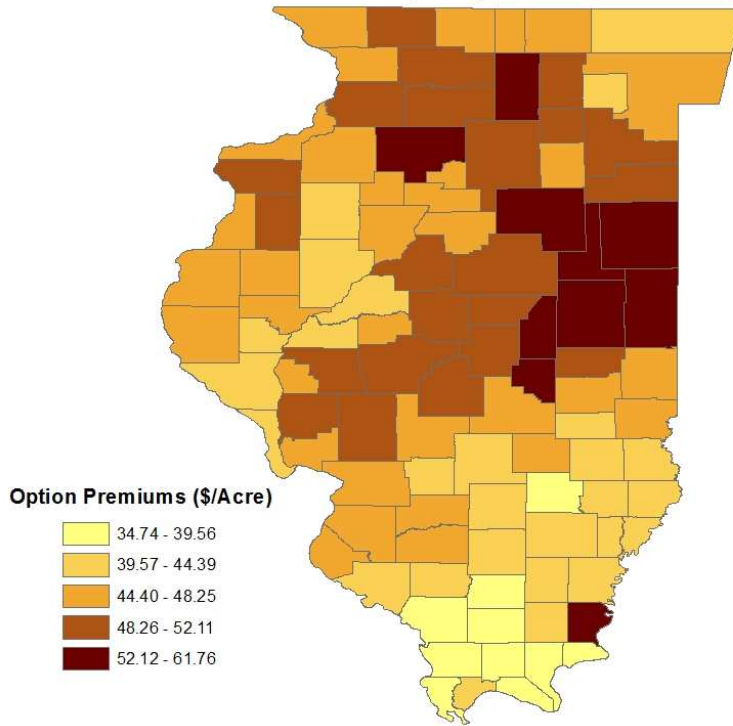 Option Premiums ($/Acre)
34.74 - 39.56
39.57 - 44.39
44.40 - 48.25
48.26 - 52.11
52.12 - 61.76